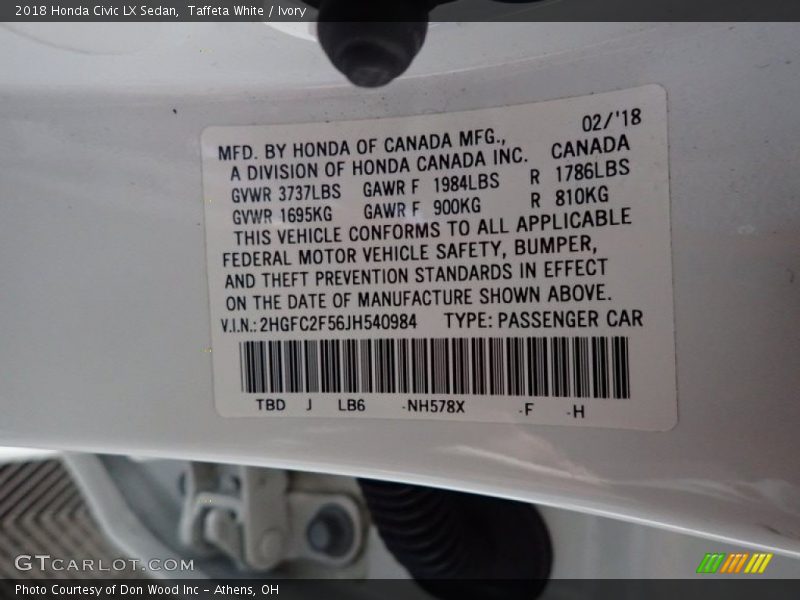 2018 Honda Civic LX Sedan, Taffeta White / Ivory
MFD. BY HONDA OF CANADA MFG., 02/'18
A DIVISION OF HONDA CANADA INC. CANADA
GVWR 3737LBS GAWR F 1984LBS R 1786LBS
GVWR 1695KG GAWR F 900KG R 810KG
THIS VEHICLE CONFORMS TO ALL APPLICABLE
FEDERAL MOTOR VEHICLE SAFETY, BUMPER,
AND THEFT PREVENTION STANDARDS IN EFFECT
ON THE DATE OF MANUFACTURE SHOWN ABOVE.
V.I.N.: 2HGFC2F56JH540984 TYPE: PASSENGER CAR
TBD J LB6 -NH578X -F -H
GTCARLOT.COM
Photo Courtesy of Don Wood Inc - Athens, OH